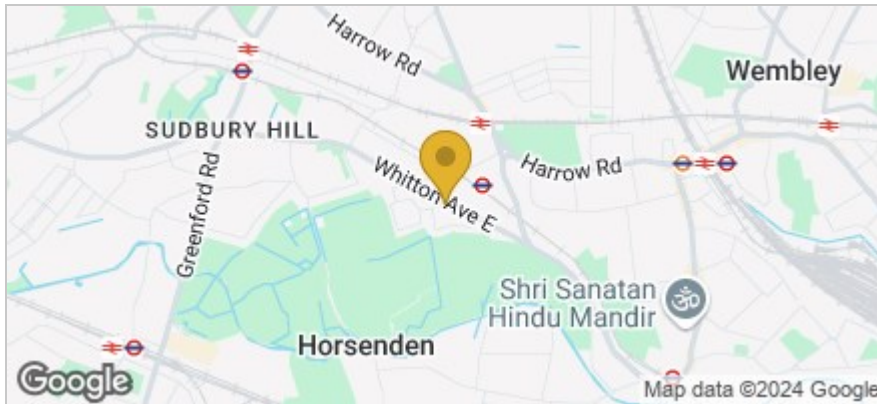 Harrow Rd
Wembley
SUDBURY HILL
Harrow Rd
Whitton Ave E
Greenford Rd
Shri Sanatan
Hindu Mandir
ॐ
Horsenden
Google
Map data ©2024 Google